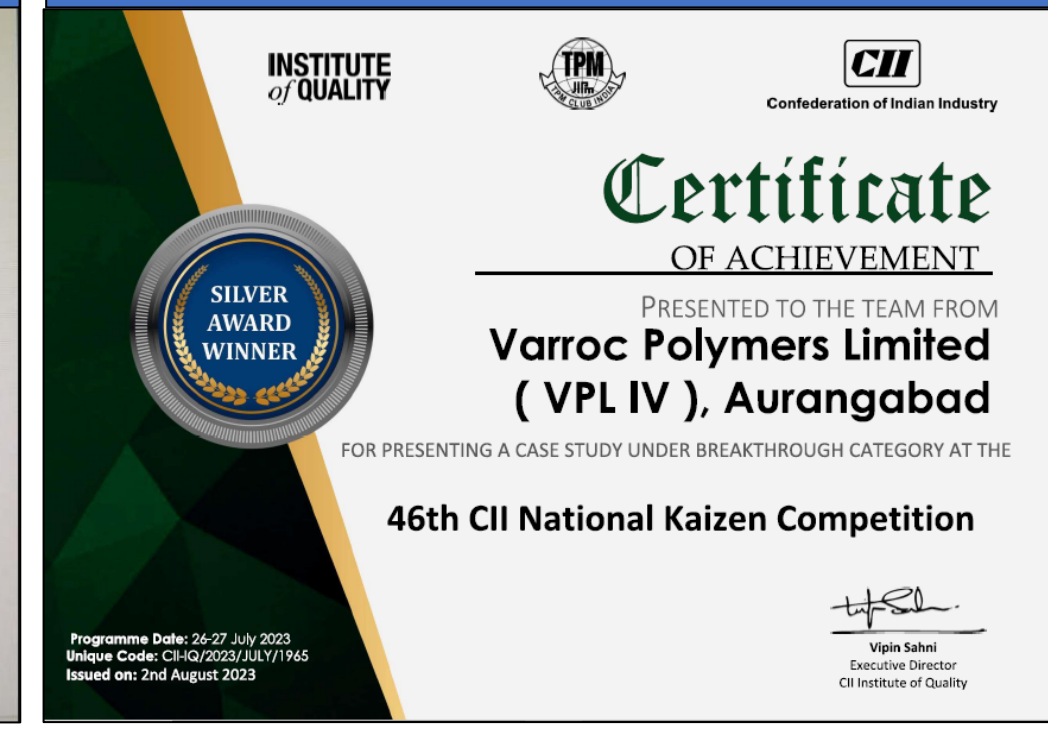 INSTITUTE
of QUALITY
TPM
JIPM
TPM CLUB INDIA
CII
Confederation of Indian Industry
Certificate
OF ACHIEVEMENT
PRESENTED TO THE TEAM FROM
Varroc Polymers Limited
( VPL IV ), Aurangabad
FOR PRESENTING A CASE STUDY UNDER BREAKTHROUGH CATEGORY AT THE
46th CII National Kaizen Competition
SILVER
AWARD
WINNER
Programme Date: 26-27 July 2023
Unique Code: CII-IQ/2023/JULY/1965
Issued on: 2nd August 2023
Vipin Sahni
Executive Director
CII Institute of Quality